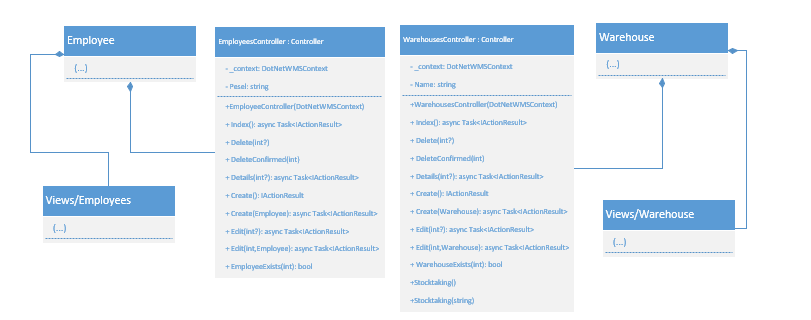 Employee
(...)
Views/Employees
(...)
EmployeesController : Controller
- _context: DotNetWMSContext
- Pesel: string
+EmployeeController(DotNetWMSContext)
+ Index(): async Task<IActionResult>
+ Delete(int?)
+ DeleteConfirmed(int)
+ Details(int?): async Task<IActionResult>
+ Create(): IActionResult
+ Create(Employee): async Task<IActionResult>
+ Edit(int?): async Task<IActionResult>
+ Edit(int,Employee): async Task<IActionResult>
+ EmployeeExists(int): bool
WarehousesController : Controller
- _context: DotNetWMSContext
- Name: string
+WarehousesController(DotNetWMSContext)
+ Index(): async Task<IActionResult>
+ Delete(int?)
+ DeleteConfirmed(int)
+ Details(int?): async Task<IActionResult>
+ Create(): IActionResult
+ Create(Warehouse): async Task<IActionResult>
+ Edit(int?): async Task<IActionResult>
+ Edit(int,Warehouse): async Task<IActionResult>
+ WarehouseExists(int): bool
+Stocktaking()
+Stocktaking(string)
Warehouse
(...)
Views/Warehouse
(...)